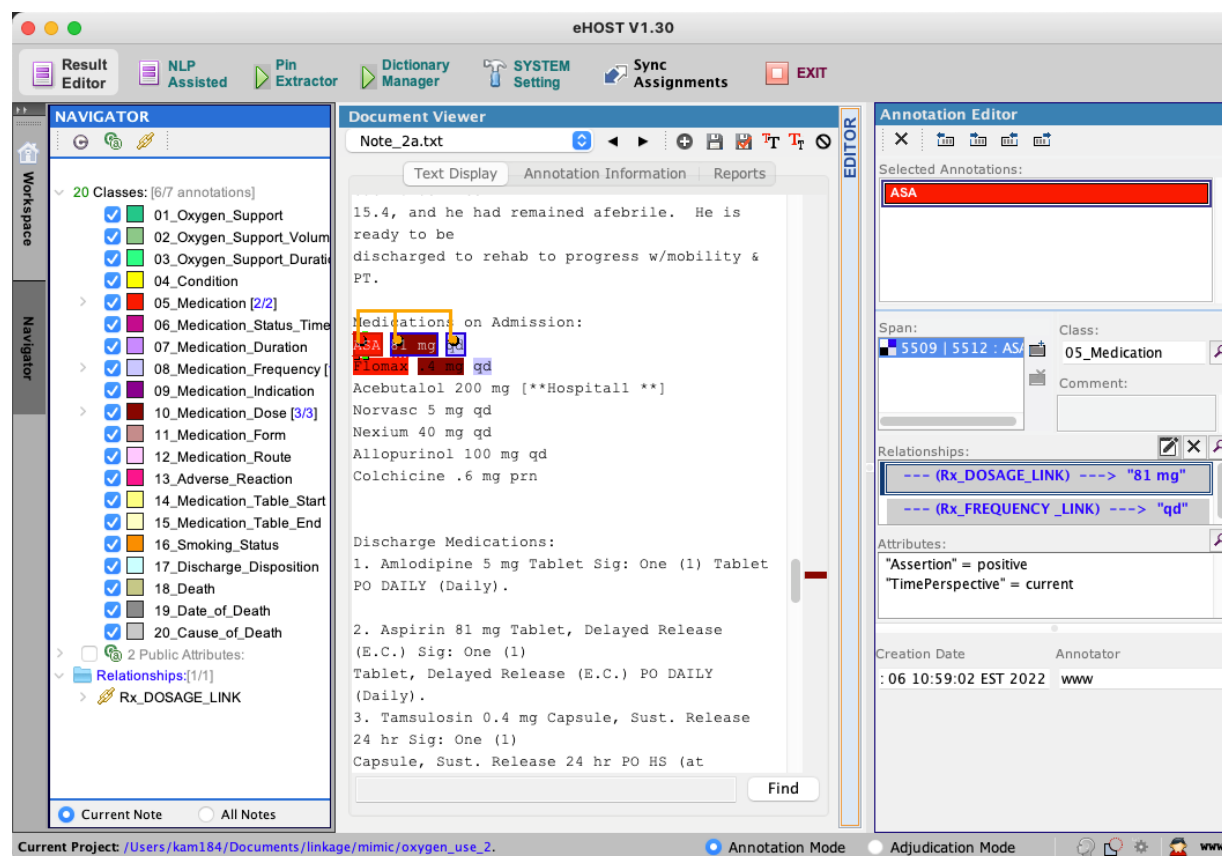 eHOST V1.30
Result Editor
NLP Assisted
Pin Extractor
Dictionary Manager
SYSTEM Setting
Sync Assignments
EXIT
Workspace
Navigator
NAVIGATOR
20 Classes: [6/7 annotations]
01_Oxygen_Support
02_Oxygen_Support_Volum
03_Oxygen_Support_Durati
04_Condition
05_Medication [2/2]
06_Medication_Status_Time
07_Medication_Duration
08_Medication_Frequency [
09_Medication_Indication
10_Medication_Dose [3/3]
11_Medication_Form
12_Medication_Route
13_Adverse_Reaction
14_Medication_Table_Start
15_Medication_Table_End
16_Smoking_Status
17_Discharge_Disposition
18_Death
19_Date_of_Death
20_Cause_of_Death
2 Public Attributes:
Relationships:[1/1]
Rx_DOSAGE_LINK
Current Note
All Notes
Document Viewer
Note_2a.txt
Text Display
Annotation Information
Reports
15.4, and he had remained afebrile. He is
ready to be
discharged to rehab to progress w/mobility &
PT.
Medications on Admission:
ASA 81 mg qd
Flomax .4 mg qd
Acebutalol 200 mg [**Hospital1 **]
Norvasc 5 mg qd
Nexium 40 mg qd
Allopurinol 100 mg qd
Colchicine .6 mg prn
Discharge Medications:
1. Amlodipine 5 mg Tablet Sig: One (1) Tablet
PO DAILY (Daily).
2. Aspirin 81 mg Tablet, Delayed Release
(E.C.) Sig: One (1)
Tablet, Delayed Release (E.C.) PO DAILY
(Daily).
3. Tamsulosin 0.4 mg Capsule, Sust. Release
24 hr Sig: One (1)
Capsule, Sust. Release 24 hr PO HS (at
Find
EDITOR
Annotation Editor
Selected Annotations:
ASA
Span:
5509 | 5512 : ASA
Class:
05_Medication
Comment:
Relationships:
--- (Rx_DOSAGE_LINK) ---> "81 mg"
--- (Rx_FREQUENCY _LINK) ---> "qd"
Attributes:
"Assertion" = positive
"TimePerspective" = current
Creation Date
Annotator
: 06 10:59:02 EST 2022
www
Current Project: /Users/kam184/Documents/linkage/mimic/oxygen_use_2.
Annotation Mode
Adjudication Mode
www